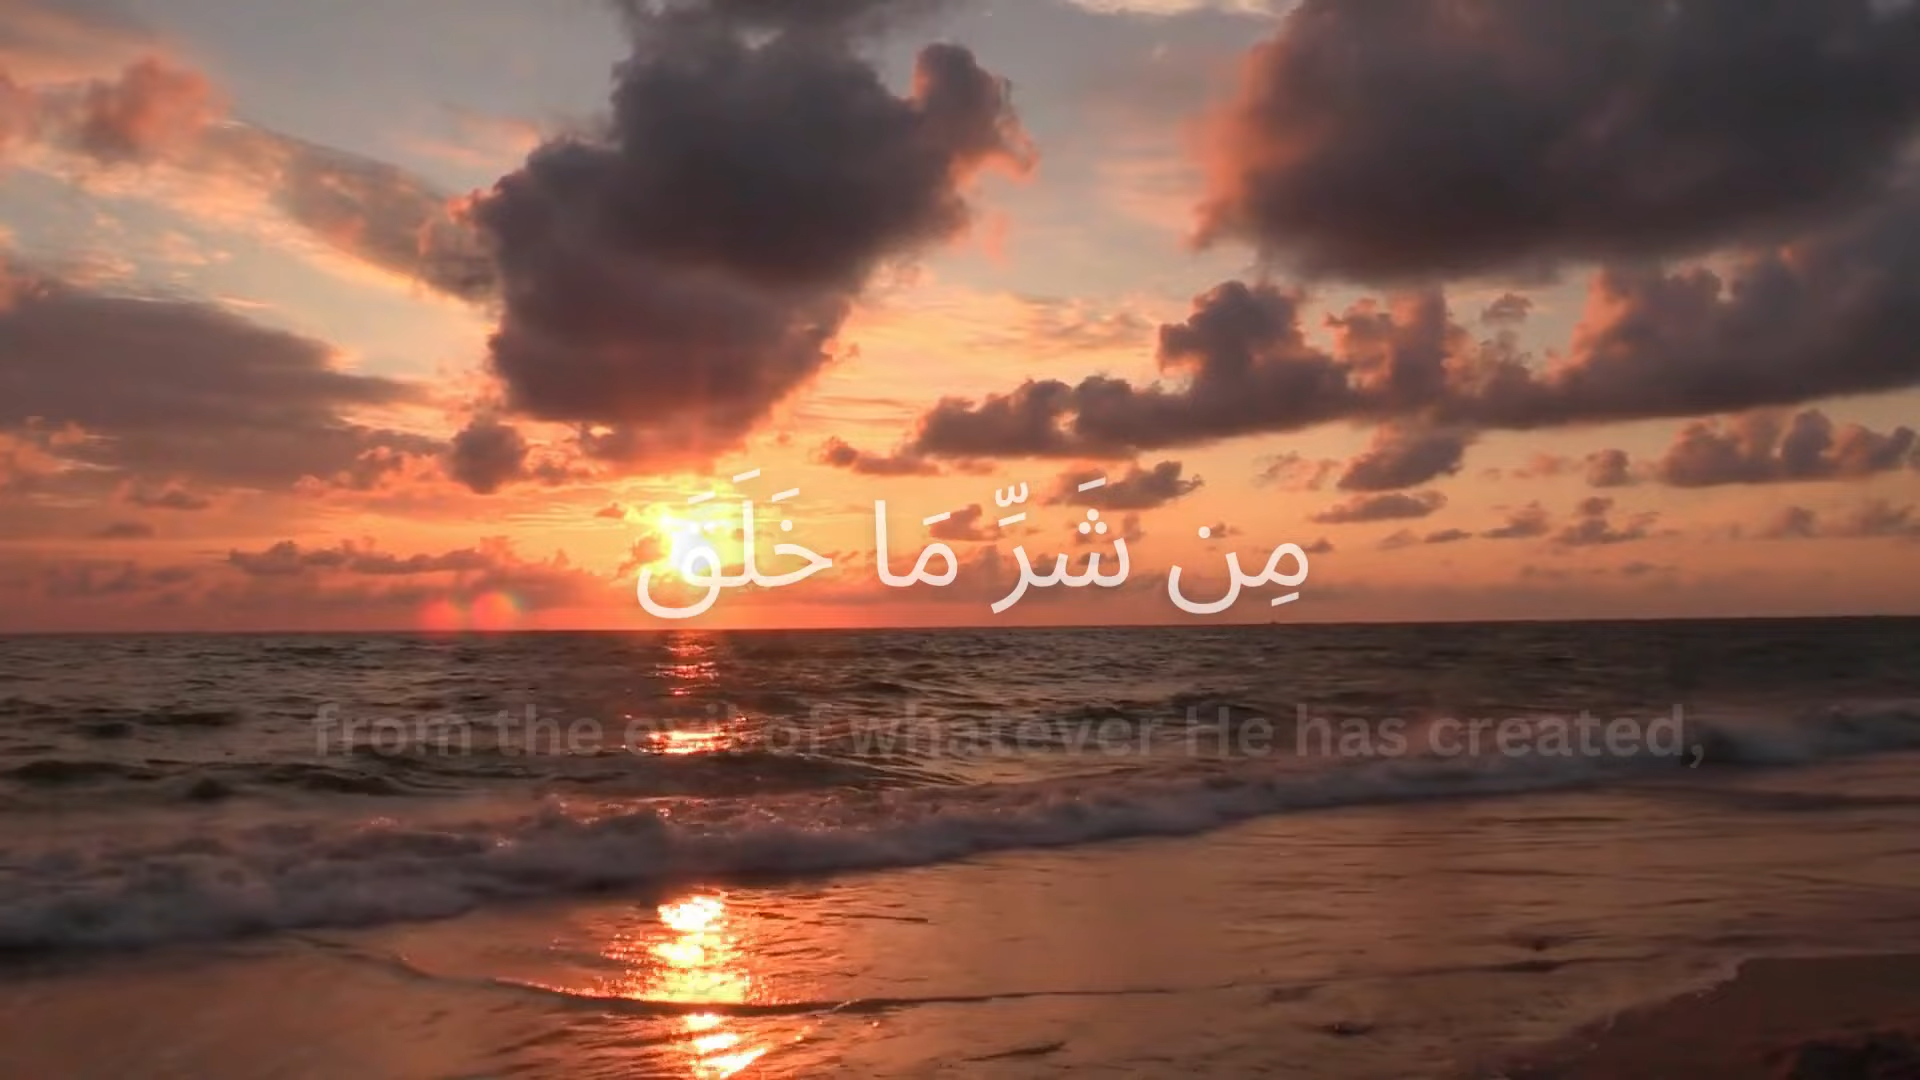 مِن شَرِّ مَا خَلَقَ
from the evil of whatever He has created,